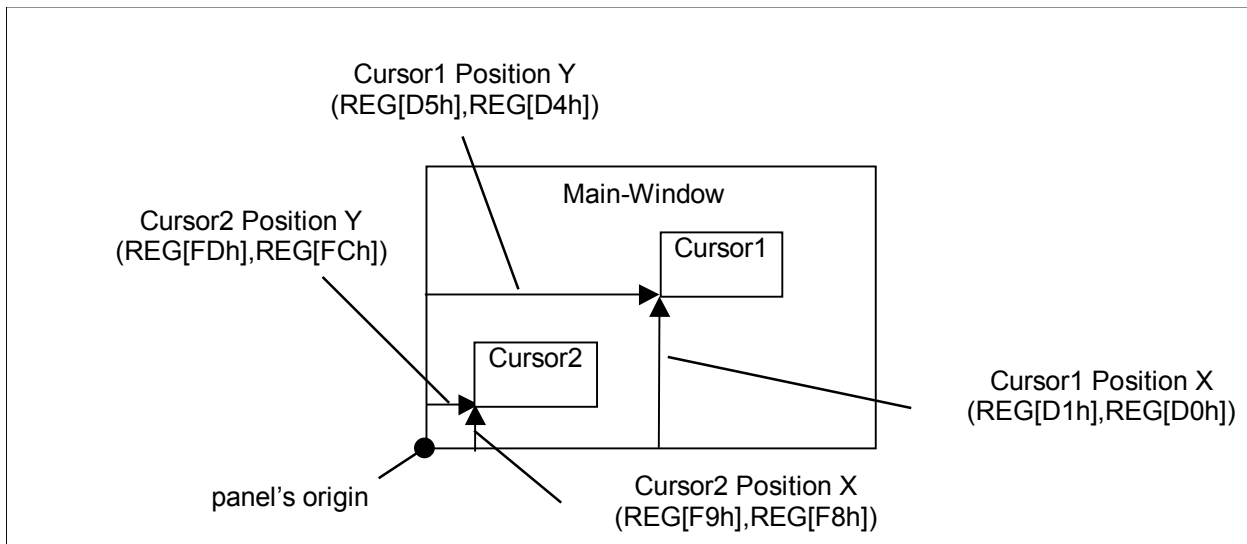 Cursor1 Position Y
(REG[D5h],REG[D4h])
Main-Window
Cursor2 Position Y
(REG[FDh],REG[FCh])
Cursor1
Cursor2
Cursor1 Position X
(REG[D1h],REG[D0h])
panel’s origin
Cursor2 Position X
(REG[F9h],REG[F8h])